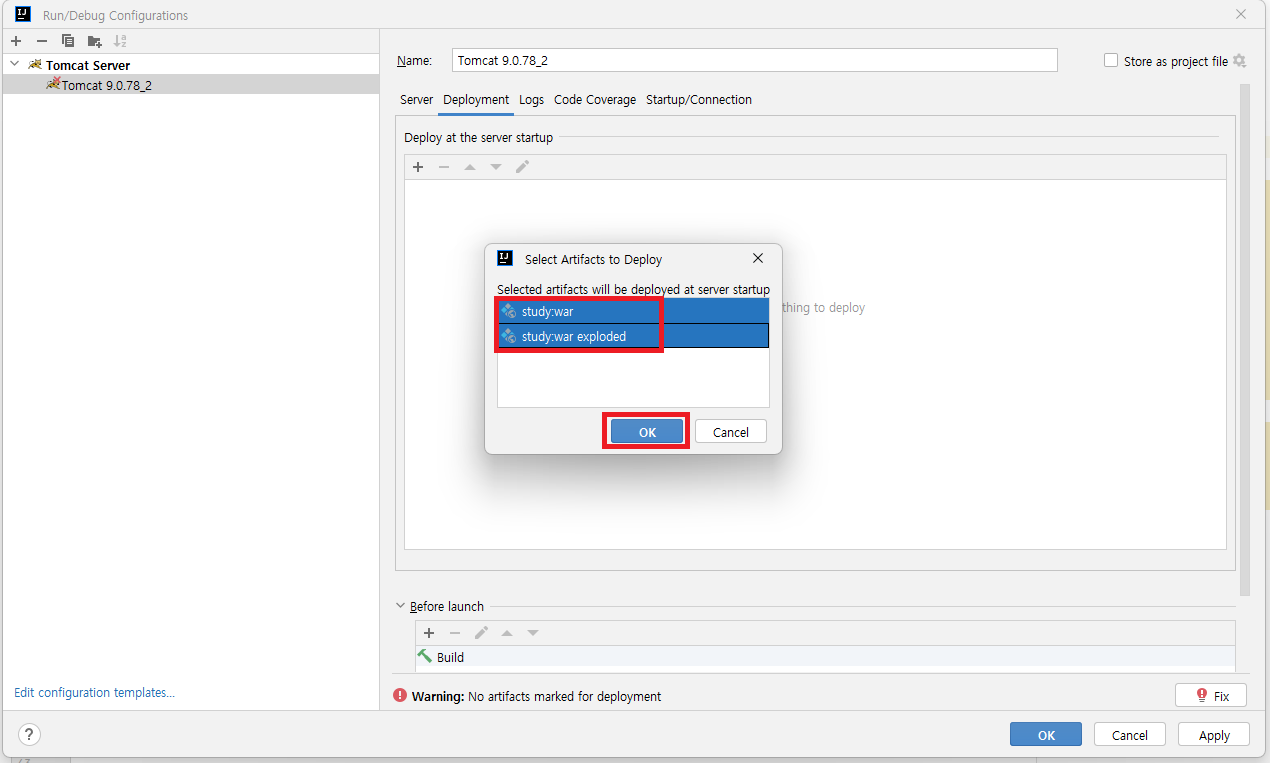 Run/Debug Configurations
Name: Tomcat 9.0.78_2
Store as project file
Tomcat Server
Tomcat 9.0.78_2
Server Deployment Logs Code Coverage Startup/Connection
Deploy at the server startup
Select Artifacts to Deploy
Selected artifacts will be deployed at server startup
study:war
thing to deploy
study:war exploded
OK Cancel
Before launch
Build
Edit configuration templates...
Warning: No artifacts marked for deployment
Fix
?
OK Cancel Apply